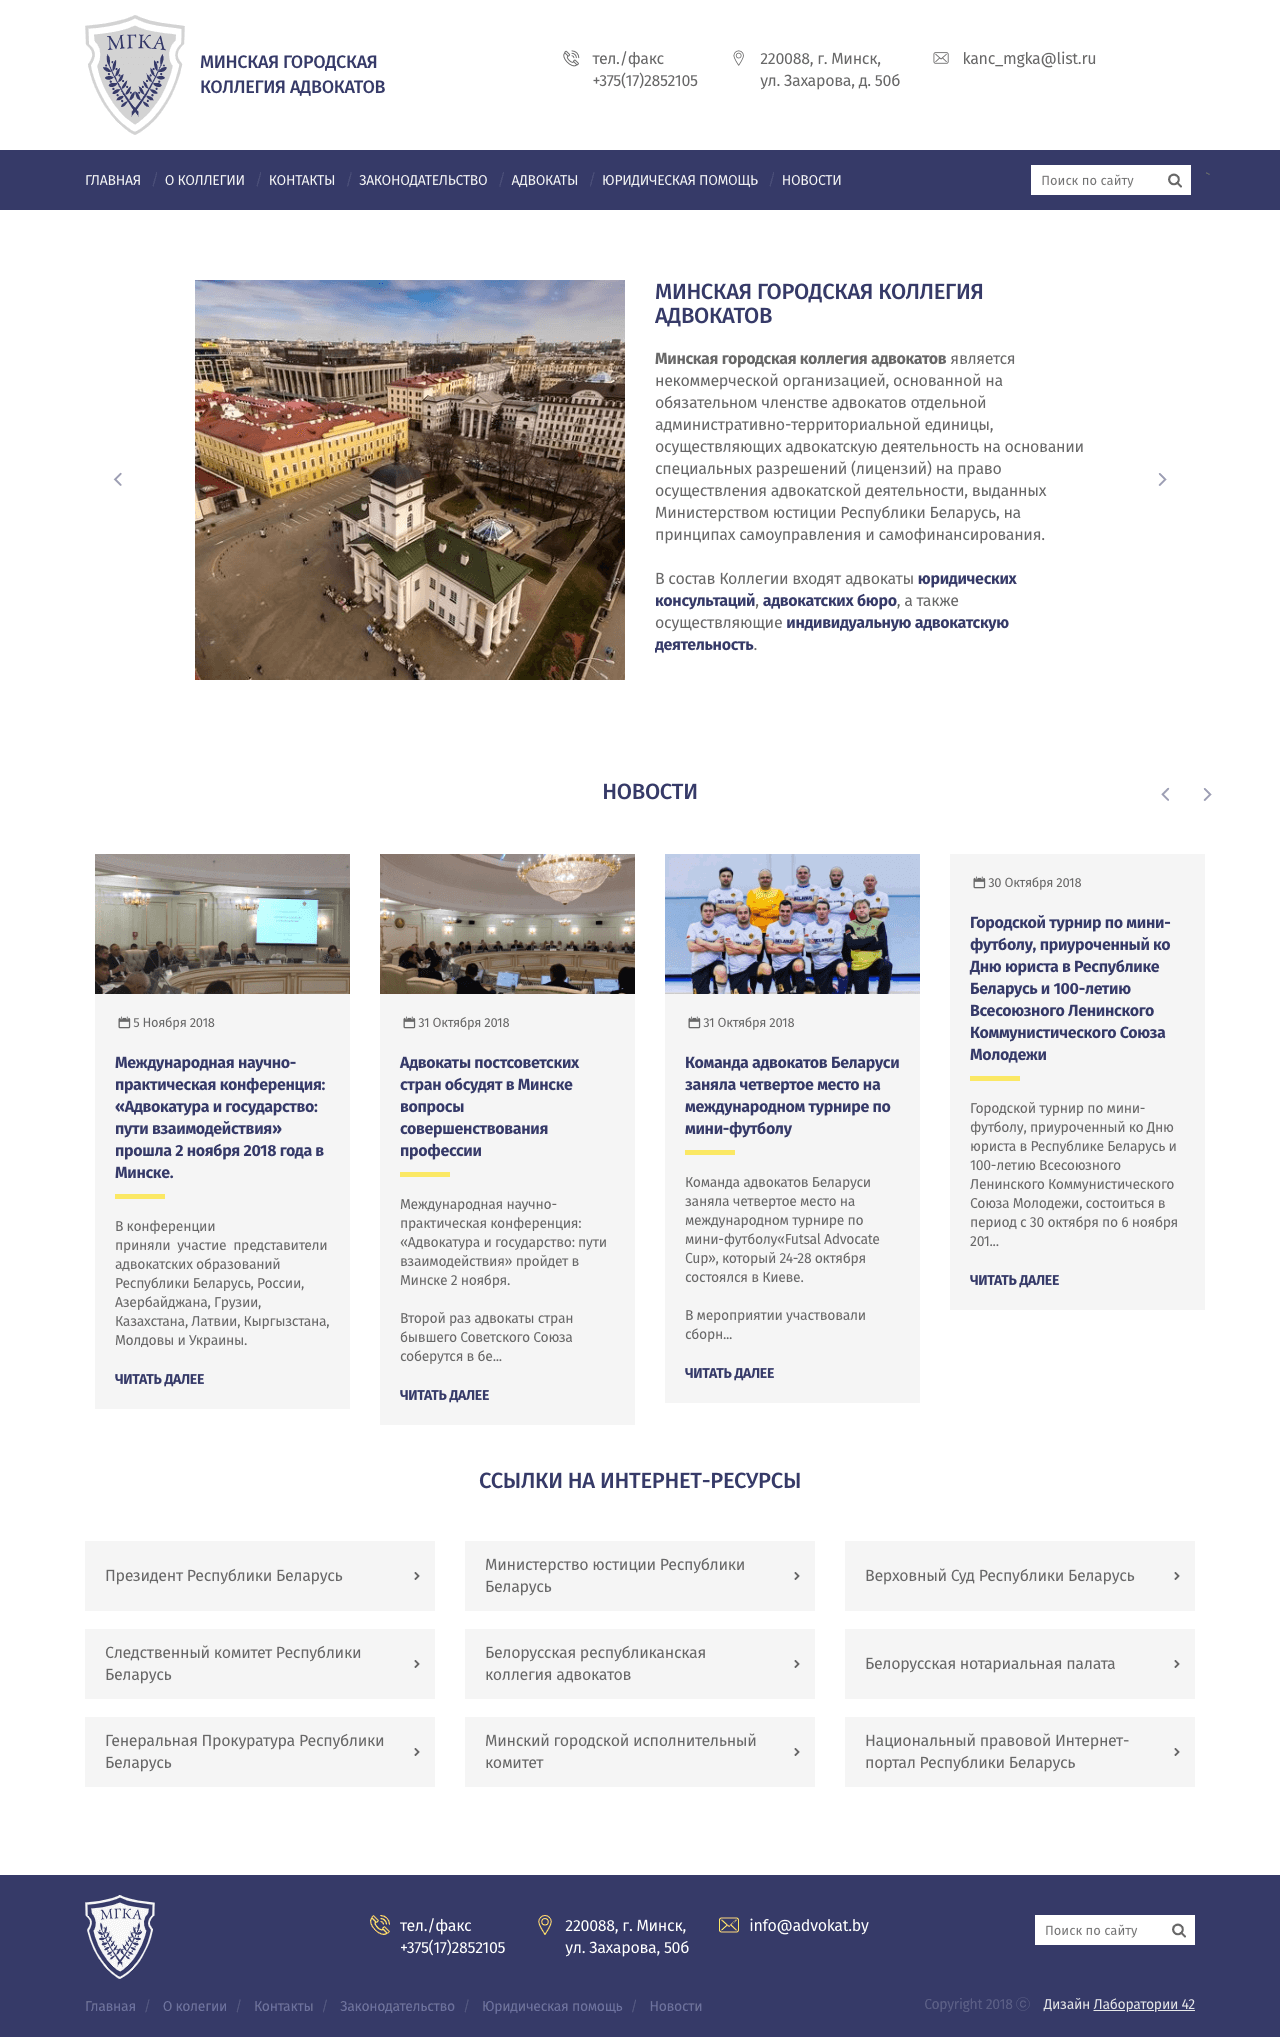 МГКА
МИНСКАЯ ГОРОДСКАЯ
КОЛЛЕГИЯ АДВОКАТОВ
тел./факс
+375(17)2852105
220088, г. Минск,
ул. Захарова, д. 50б
kanc_mgka@list.ru
ГЛАВНАЯ / О КОЛЛЕГИИ / КОНТАКТЫ / ЗАКОНОДАТЕЛЬСТВО / АДВОКАТЫ / ЮРИДИЧЕСКАЯ ПОМОЩЬ / НОВОСТИ
Поиск по сайту
`
МИНСКАЯ ГОРОДСКАЯ КОЛЛЕГИЯ
АДВОКАТОВ
Минская городская коллегия адвокатов является
некоммерческой организацией, основанной на
обязательном членстве адвокатов отдельной
административно-территориальной единицы,
осуществляющих адвокатскую деятельность на основании
специальных разрешений (лицензий) на право
осуществления адвокатской деятельности, выданных
Министерством юстиции Республики Беларусь, на
принципах самоуправления и самофинансирования.
В состав Коллегии входят адвокаты юридических
консультаций, адвокатских бюро, а также
осуществляющие индивидуальную адвокатскую
деятельность.
НОВОСТИ
5 Ноября 2018
Международная научно-
практическая конференция:
«Адвокатура и государство:
пути взаимодействия»
прошла 2 ноября 2018 года в
Минске.
В конференции
приняли участие представители
адвокатских образований
Республики Беларусь, России,
Азербайджана, Грузии,
Казахстана, Латвии, Кыргызстана,
Молдовы и Украины.
ЧИТАТЬ ДАЛЕЕ
31 Октября 2018
Адвокаты постсоветских
стран обсудят в Минске
вопросы
совершенствования
профессии
Международная научно-
практическая конференция:
«Адвокатура и государство: пути
взаимодействия» пройдет в
Минске 2 ноября.
Второй раз адвокаты стран
бывшего Советского Союза
соберутся в бе...
ЧИТАТЬ ДАЛЕЕ
31 Октября 2018
Команда адвокатов Беларуси
заняла четвертое место на
международном турнире по
мини-футболу
Команда адвокатов Беларуси
заняла четвертое место на
международном турнире по
мини-футболу«Futsal Advocate
Cup», который 24-28 октября
состоялся в Киеве.
В мероприятии участвовали
сборн...
ЧИТАТЬ ДАЛЕЕ
30 Октября 2018
Городской турнир по мини-
футболу, приуроченный ко
Дню юриста в Республике
Беларусь и 100-летию
Всесоюзного Ленинского
Коммунистического Союза
Молодежи
Городской турнир по мини-
футболу, приуроченный ко Дню
юриста в Республике Беларусь и
100-летию Всесоюзного
Ленинского Коммунистического
Союза Молодежи, состоиться в
период с 30 октября по 6 ноября
201...
ЧИТАТЬ ДАЛЕЕ
ССЫЛКИ НА ИНТЕРНЕТ-РЕСУРСЫ
Президент Республики Беларусь
Министерство юстиции Республики
Беларусь
Верховный Суд Республики Беларусь
Следственный комитет Республики
Беларусь
Белорусская республиканская
коллегия адвокатов
Белорусская нотариальная палата
Генеральная Прокуратура Республики
Беларусь
Минский городской исполнительный
комитет
Национальный правовой Интернет-
портал Республики Беларусь
МГКА
тел./факс
+375(17)2852105
220088, г. Минск,
ул. Захарова, 50б
info@advokat.by
Поиск по сайту
Главная / О колегии / Контакты / Законодательство / Юридическая помощь / Новости
Copyright 2018 ⓒ Дизайн Лаборатории 42